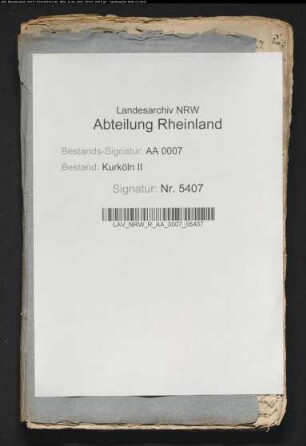 Landesarchiv NRW
Abteilung Rheinland
Bestands-Signatur: AA 0007
Bestand: Kurköln II
Signatur: Nr. 5407
LAV_NRW_R_AA_0007_05407